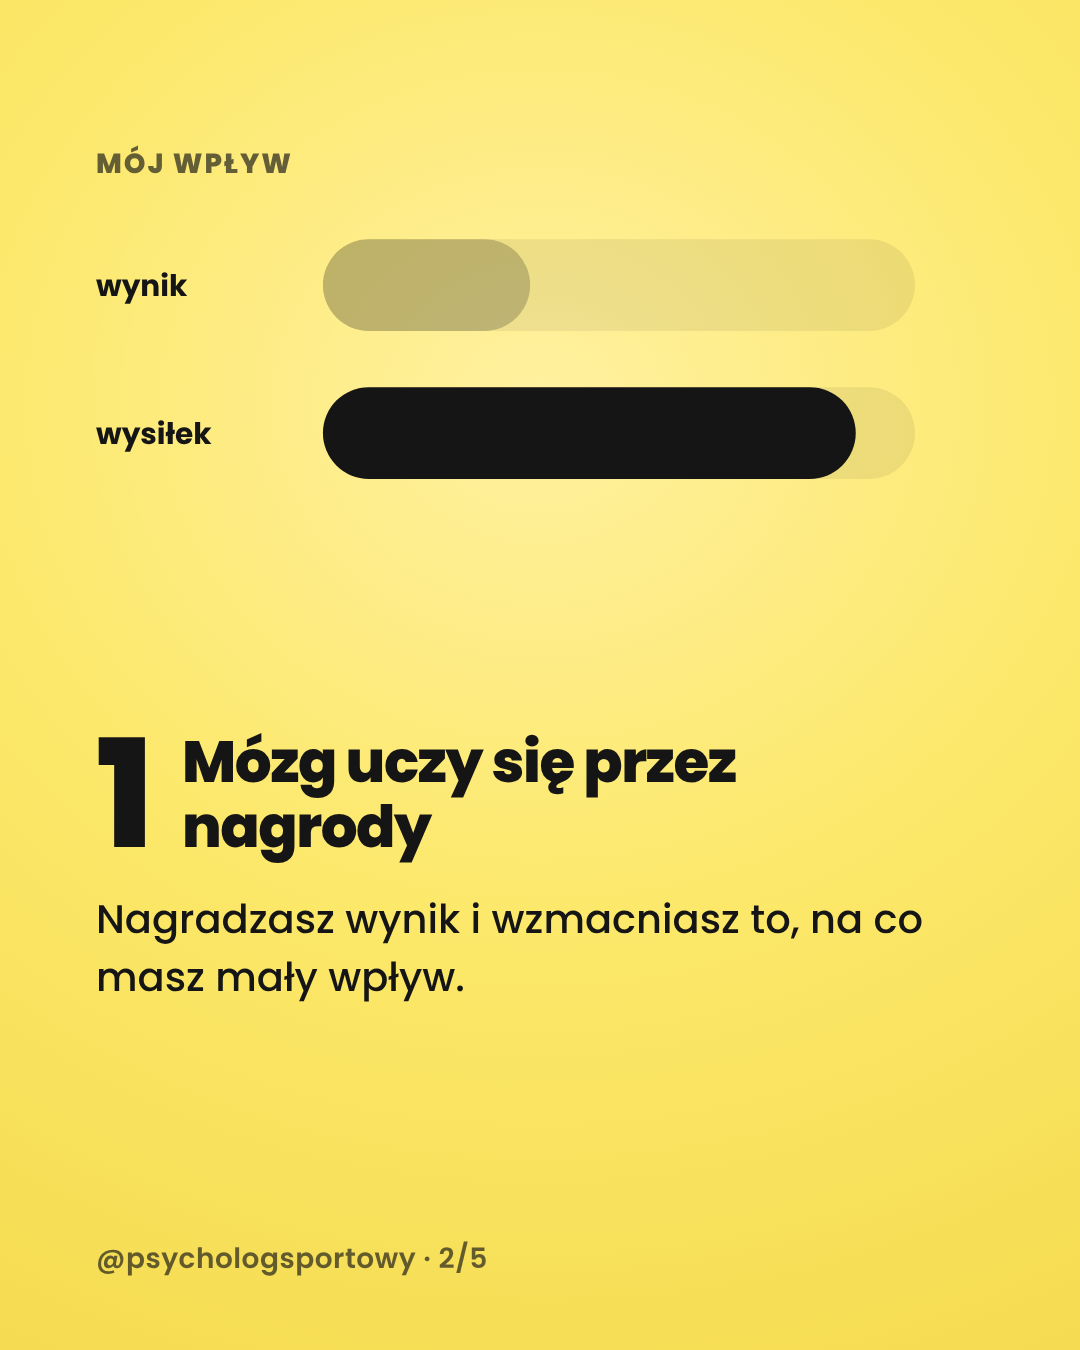 MÓJ WPŁYW
wynik
wysiłek
1 Mózg uczy się przez
nagrody
Nagradzasz wynik i wzmacniasz to, na co
masz mały wpływ.
@psychologsportowy · 2/5